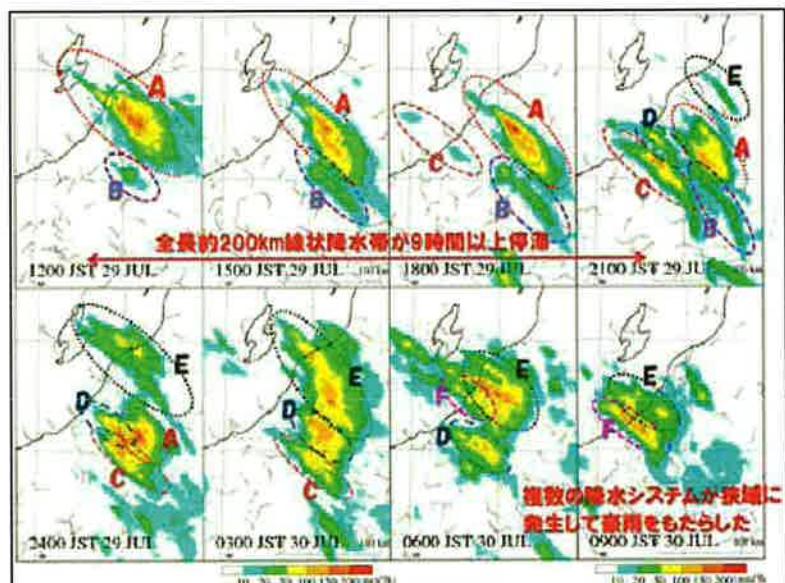 A
B
A
B
A
C
B
E
D
A
C
B
全長約200km線状降水帯が9時間以上停滞
1200 JST 29 JUL
1500 JST 29 JUL
1800 JST 29 JUL
2100 JST 29 JUL
E
D
A
C
E
D
C
F
D
E
F
複数の降水システムが狭域に
発生して豪雨をもたらした
2400 JST 29 JUL
0300 JST 30 JUL
0600 JST 30 JUL
0900 JST 30 JUL